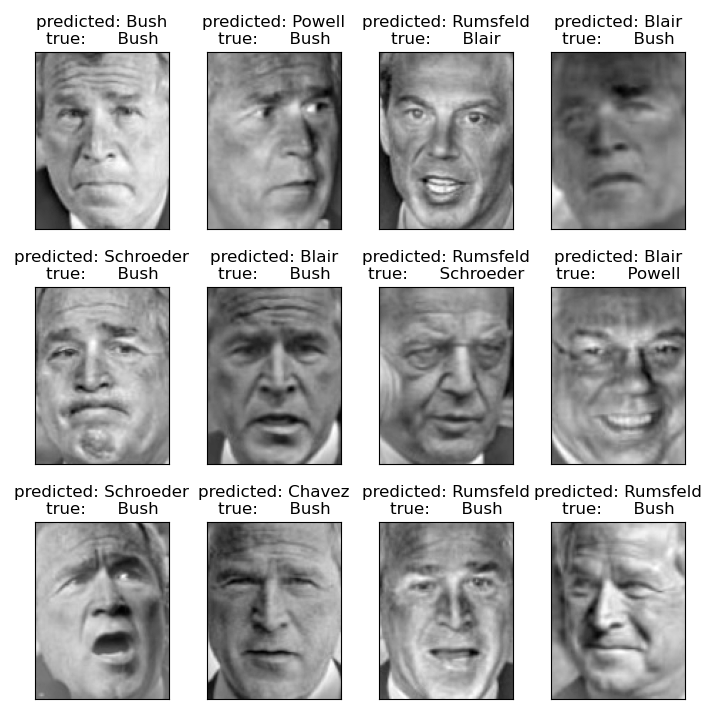 predicted: Bush
true: Bush
predicted: Powell
true: Bush
predicted: Rumsfeld
true: Blair
predicted: Blair
true: Bush
predicted: Schroeder
true: Bush
predicted: Blair
true: Bush
predicted: Rumsfeld
true: Schroeder
predicted: Blair
true: Powell
predicted: Schroeder
true: Bush
predicted: Chavez
true: Bush
predicted: Rumsfeld
true: Bush
predicted: Rumsfeld
true: Bush